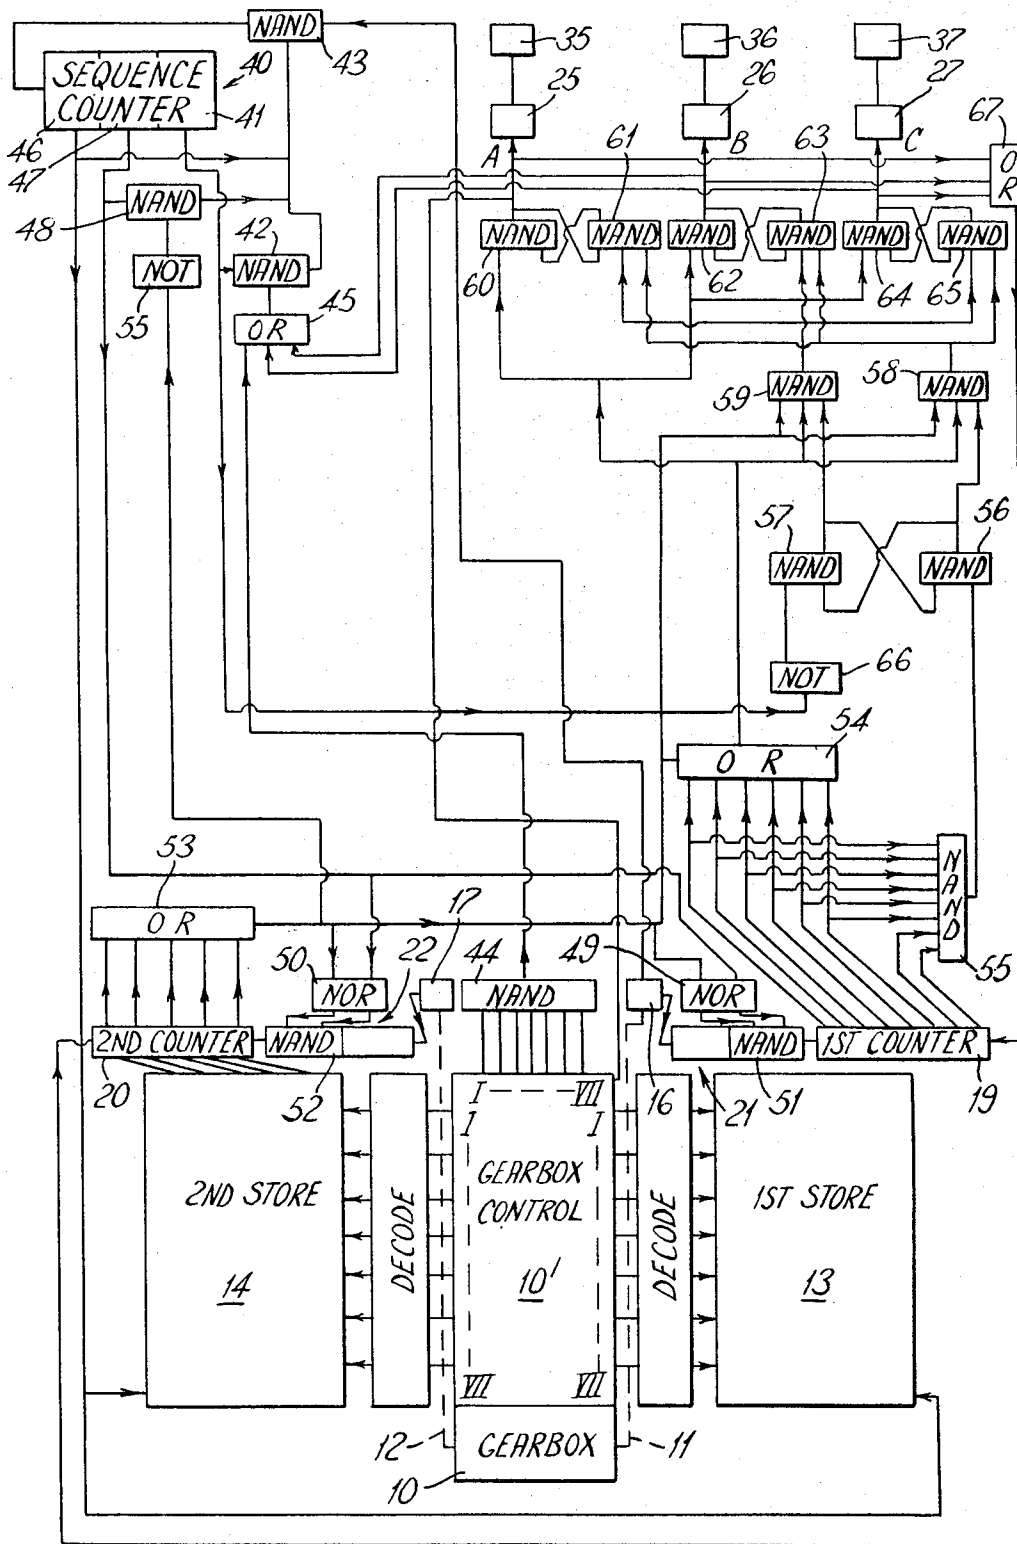 NAND
43
35
36
37
SEQUENCE
COUNTER
40
41
46
47
25
26
27
67
A
B
C
O
R
61
63
NAND
48
42
NAND
NAND
60
NAND
NAND
62
NAND
NAND
64
NAND
65
NOT
55
OR
45
59
NAND
58
NAND
57
NAND
56
NAND
NOT
66
54
OR
53
OR
17
N
A
N
D
55
50
NOR
22
44
NAND
49
NOR
2ND COUNTER
NAND
NAND
1ST COUNTER
20
52
16
21
51
19
I
VII
I
I
2ND STORE
14
DECODE
GEARBOX
CONTROL
10'
DECODE
1ST STORE
13
VII
VII
12
GEARBOX
11
10